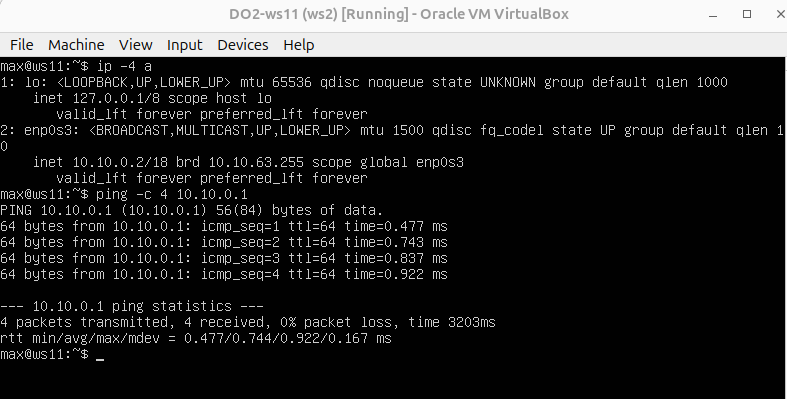 DO2-ws11 (ws2) [Running] - Oracle VM VirtualBox
File Machine View Input Devices Help
max@ws11:~$ ip -4 a
1: lo: <LOOPBACK,UP,LOWER_UP> mtu 65536 qdisc noqueue state UNKNOWN group default qlen 1000
    inet 127.0.0.1/8 scope host lo
       valid_lft forever preferred_lft forever
2: enp0s3: <BROADCAST,MULTICAST,UP,LOWER_UP> mtu 1500 qdisc fq_codel state UP group default qlen 10
0
    inet 10.10.0.2/18 brd 10.10.63.255 scope global enp0s3
       valid_lft forever preferred_lft forever
max@ws11:~$ ping -c 4 10.10.0.1
PING 10.10.0.1 (10.10.0.1) 56(84) bytes of data.
64 bytes from 10.10.0.1: icmp_seq=1 ttl=64 time=0.477 ms
64 bytes from 10.10.0.1: icmp_seq=2 ttl=64 time=0.743 ms
64 bytes from 10.10.0.1: icmp_seq=3 ttl=64 time=0.837 ms
64 bytes from 10.10.0.1: icmp_seq=4 ttl=64 time=0.922 ms

--- 10.10.0.1 ping statistics ---
4 packets transmitted, 4 received, 0% packet loss, time 3203ms
rtt min/avg/max/mdev = 0.477/0.744/0.922/0.167 ms
max@ws11:~$ _